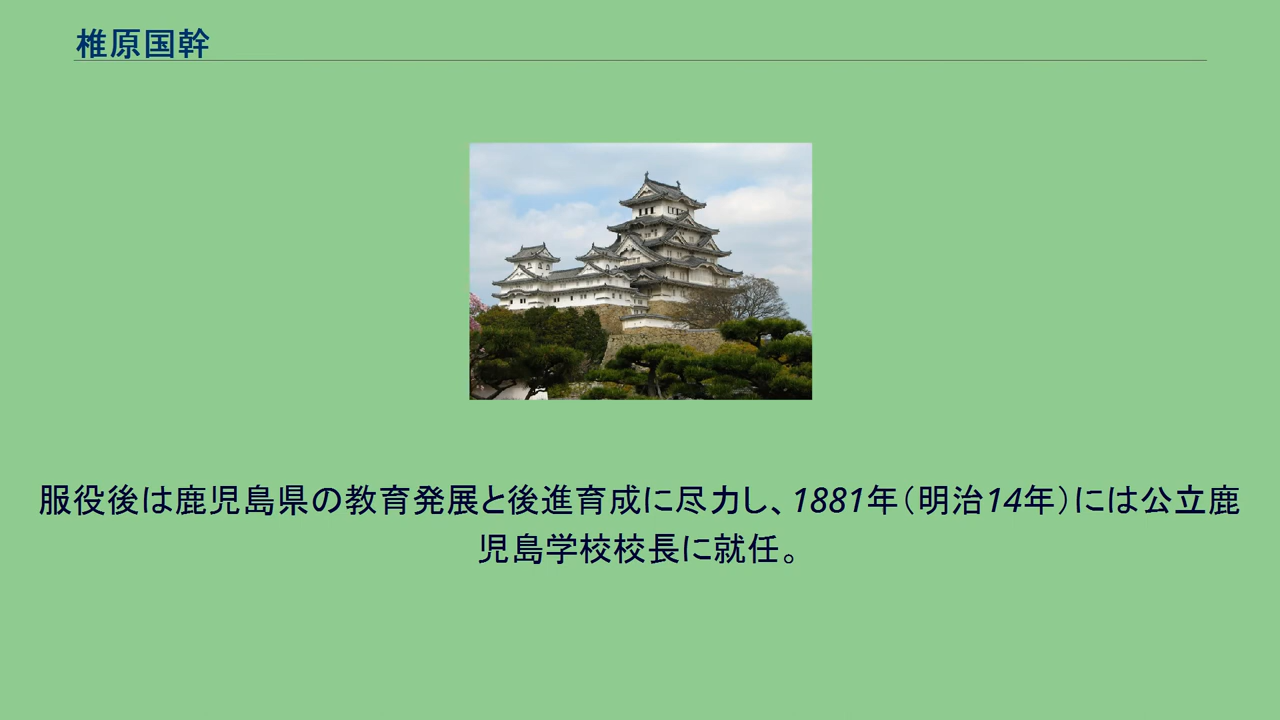 椎原国幹
服役後は鹿児島県の教育発展と後進育成に尽力し、1881年（明治14年）には公立鹿
児島学校校長に就任。